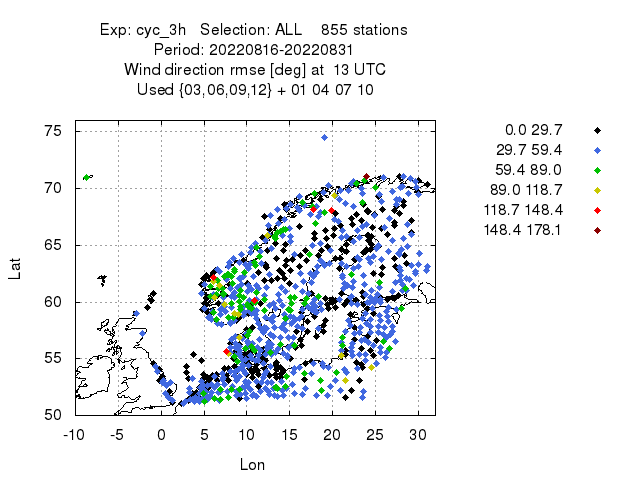 Exp: cyc_3h   Selection: ALL    855 stations
Period: 20220816-20220831
Wind direction rmse [deg] at  13 UTC
Used {03,06,09,12} + 01 04 07 10
0.0 29.7
29.7 59.4
59.4 89.0
89.0 118.7
118.7 148.4
148.4 178.1
75
70
65
60
55
50
Lat
-10 -5 0 5 10 15 20 25 30
Lon